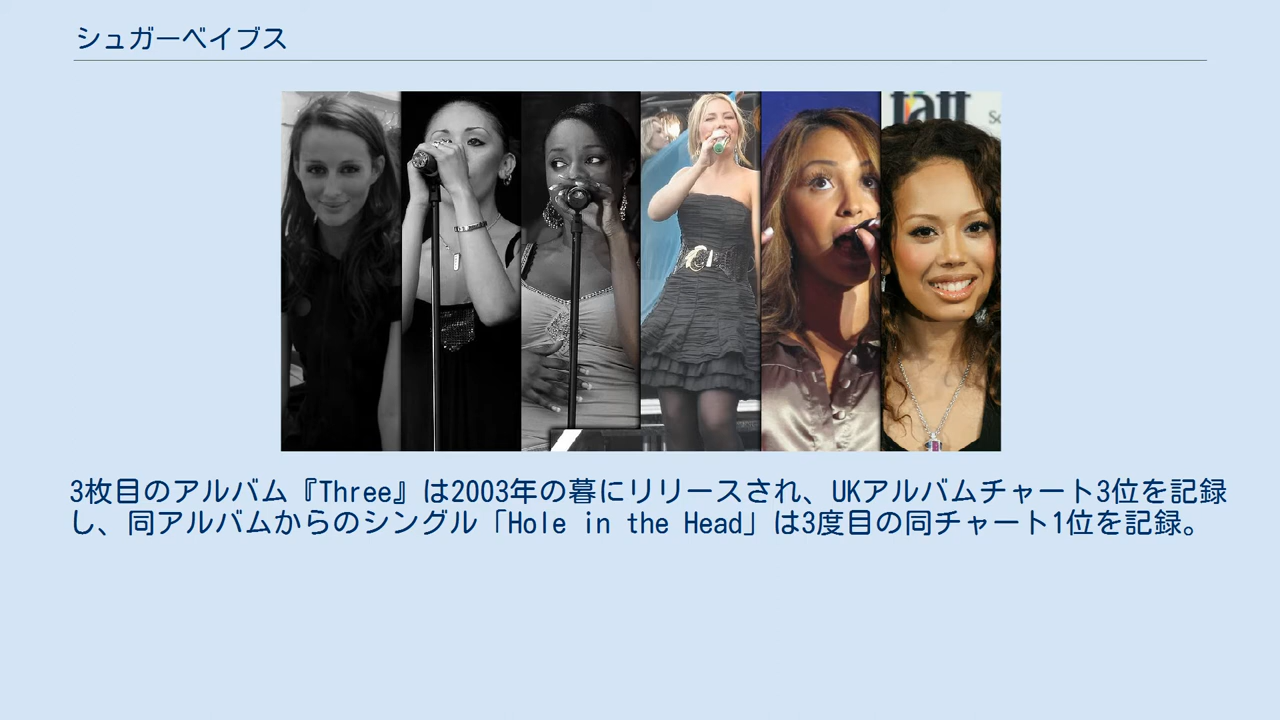 シュガーベイブス
3枚目のアルバム『Three』は2003年の暮にリリースされ、UKアルバムチャート3位を記録
し、同アルバムからのシングル「Hole in the Head」は3度目の同チャート1位を記録。